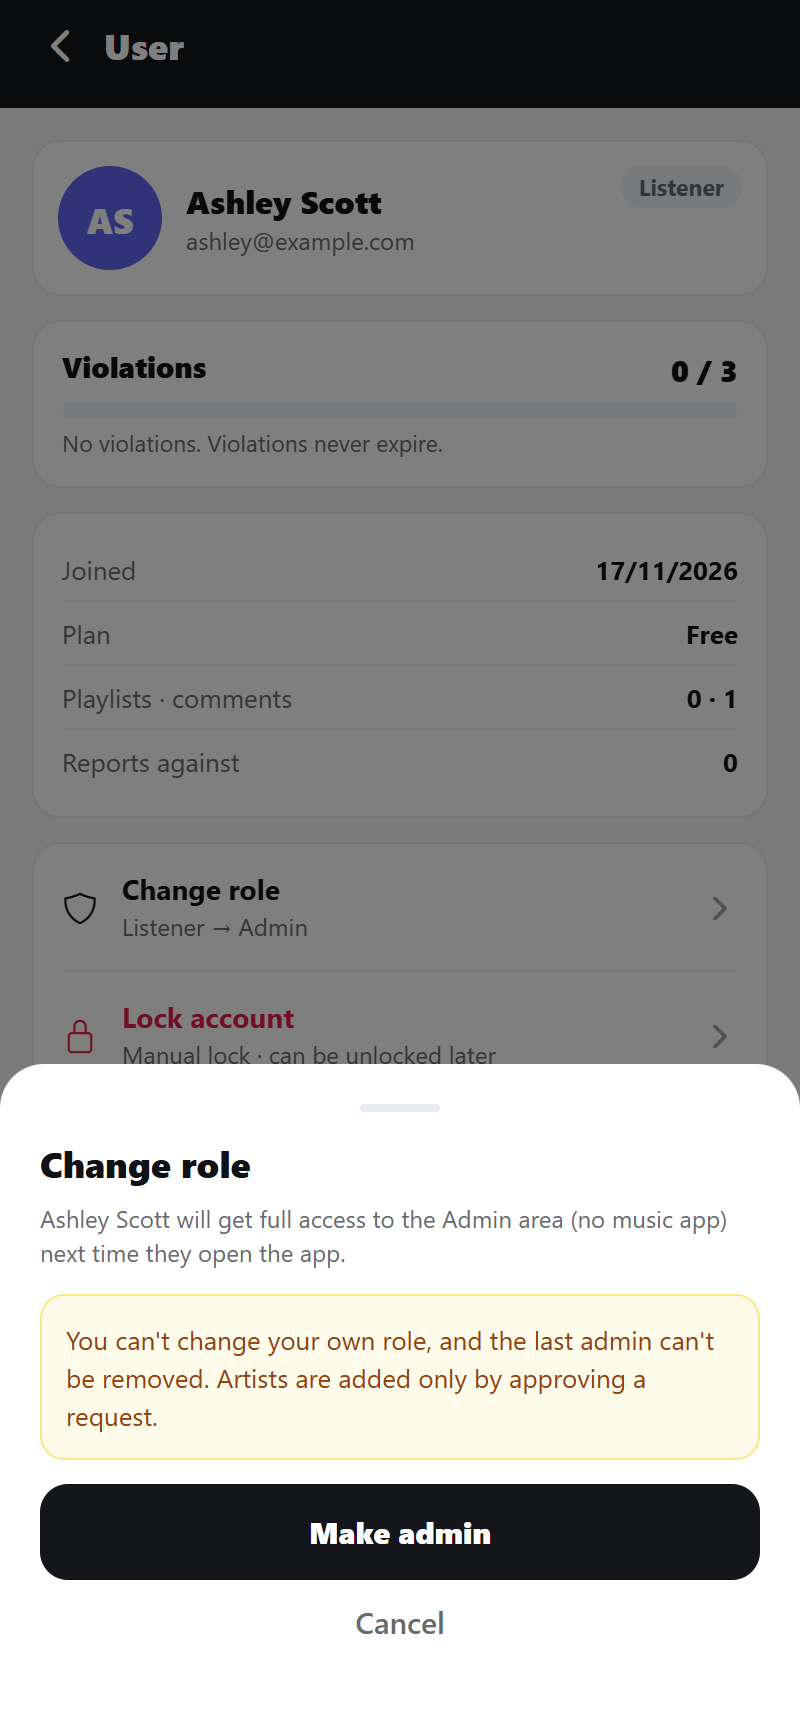 User
AS
Ashley Scott
Listener
ashley@example.com
Violations
0 / 3
No violations. Violations never expire.
Joined
17/11/2026
Plan
Free
Playlists · comments
0 · 1
Reports against
0
Change role
Listener → Admin
Lock account
Manual lock · can be unlocked later
Change role
Ashley Scott will get full access to the Admin area (no music app)
next time they open the app.
You can't change your own role, and the last admin can't
be removed. Artists are added only by approving a
request.
Make admin
Cancel